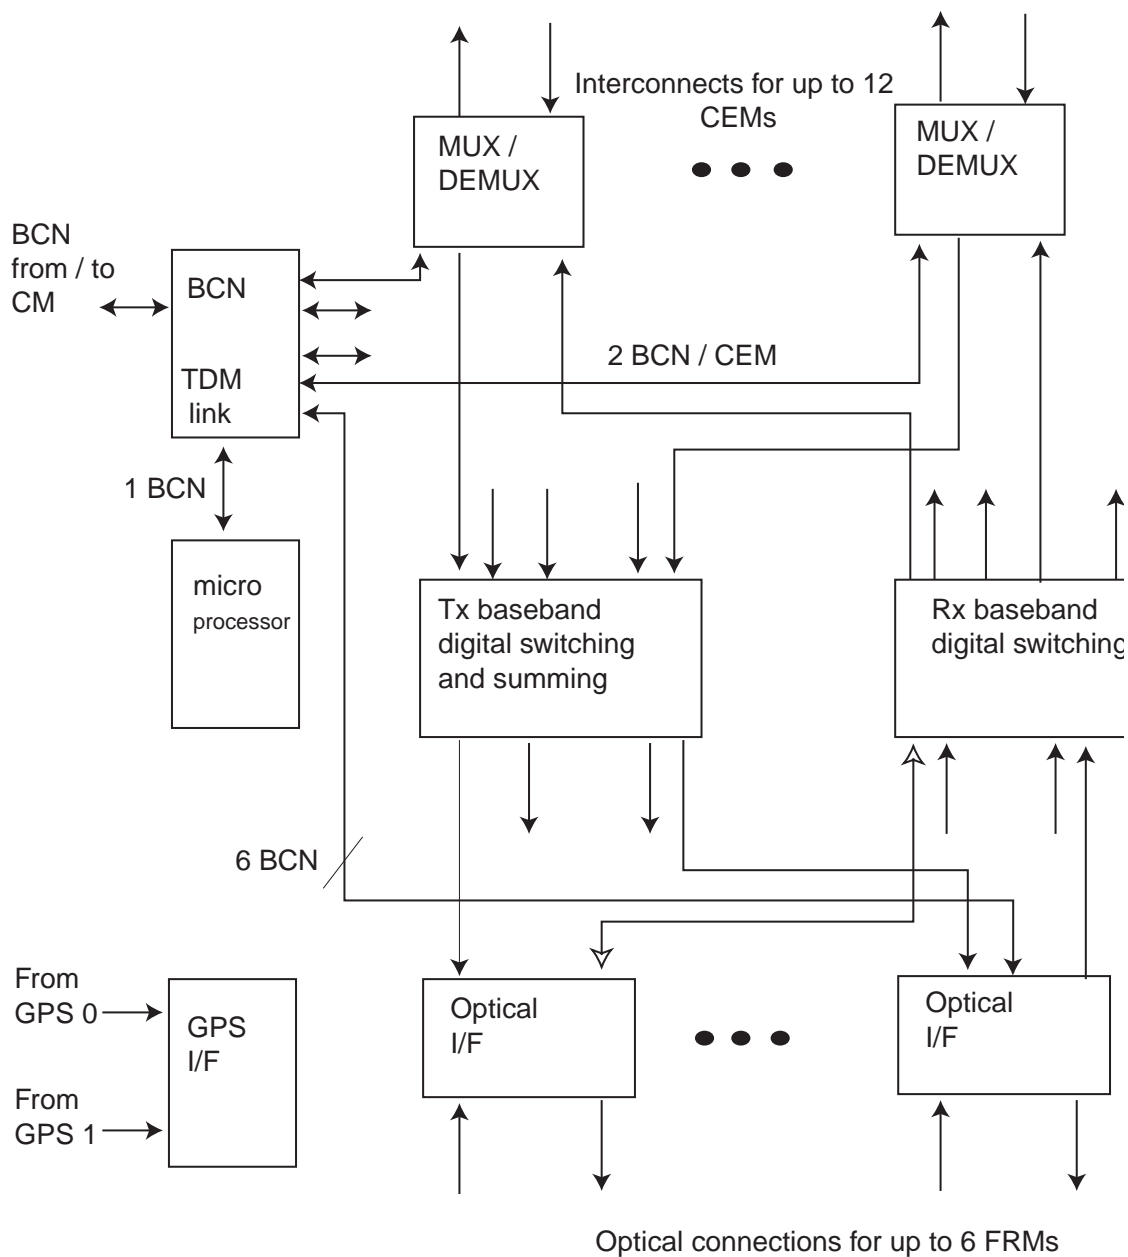 Interconnects for up to 12
CEMs
MUX /
DEMUX
MUX /
DEMUX
BCN
from / to
CM
BCN
TDM
link
2 BCN / CEM
1 BCN
micro
processor
Tx baseband
digital switching
and summing
Rx baseband
digital switching
6 BCN
From
GPS 0
From
GPS 1
GPS
I/F
Optical
I/F
Optical
I/F
Optical connections for up to 6 FRMs